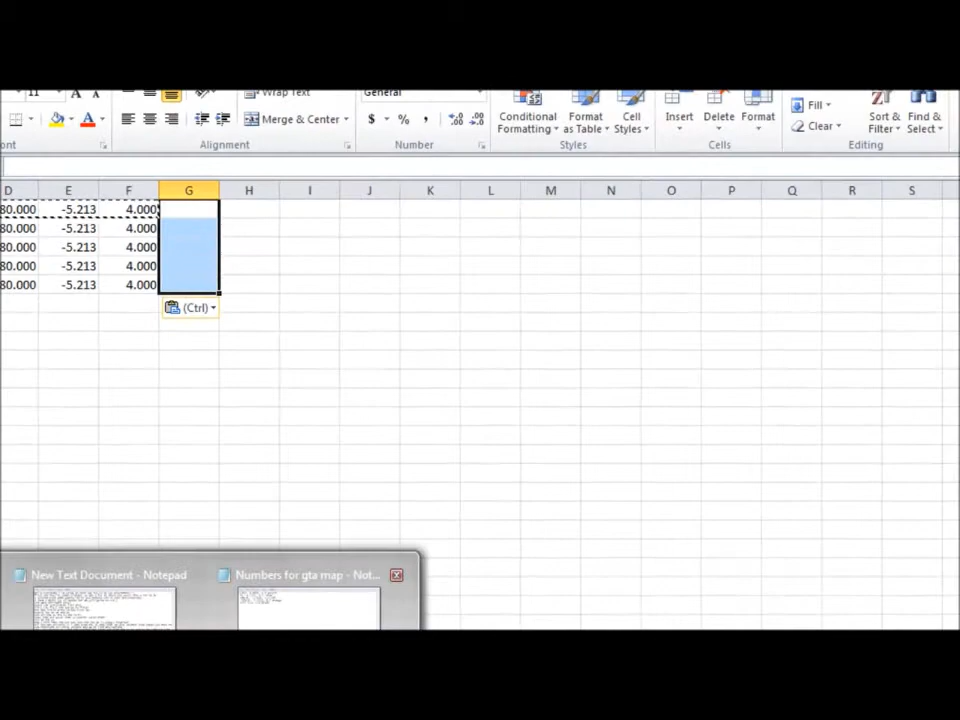 11 A A Wrap Text General Fill Clear
Merge & Center $ % , Conditional Formatting Format as Table Cell Styles Insert Delete Format Sort & Filter Find & Select
ont Alignment Number Styles Cells Editing
D E F G H I J K L M N O P Q R S
80.000 -5.213 4.000
80.000 -5.213 4.000
80.000 -5.213 4.000
80.000 -5.213 4.000
80.000 -5.213 4.000
(Ctrl)
New Text Document - Notepad Numbers for gta map - Not...